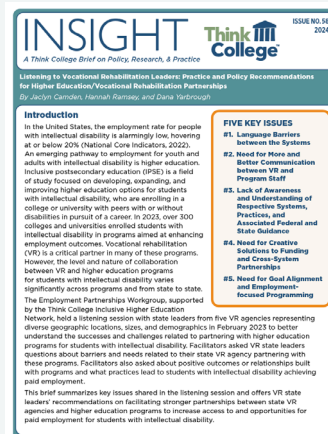 INSIGHT
Think
College
ISSUE NO. 58
2024
A Think College Brief on Policy, Research, & Practice
Listening to Vocational Rehabilitation Leaders: Practice and Policy Recommendations
for Higher Education/Vocational Rehabilitation Partnerships
By Jaclyn Camden, Hannah Ramsey, and Dana Yarbrough
Introduction
In the United States, the employment rate for people
with intellectual disability is alarmingly low, hovering
at or below 20% (National Core Indicators, 2022).
An emerging pathway to employment for youth and
adults with intellectual disability is higher education.
Inclusive postsecondary education (IPSE) is a field
of study focused on developing, expanding, and
improving higher education options for students
with intellectual disability, who are enrolling in a
college or university with peers with or without
disabilities in pursuit of a career. In 2023, over 300
colleges and universities enrolled students with
intellectual disability in programs aimed at enhancing
employment outcomes. Vocational rehabilitation
(VR) is a critical partner in many of these programs.
However, the level and nature of collaboration
between VR and higher education programs
for students with intellectual disability varies
significantly across programs and from state to state.
The Employment Partnerships Workgroup, supported
by the Think College Inclusive Higher Education
Network, held a listening session with state leaders from five VR agencies representing
diverse geographic locations, sizes, and demographics in February 2023 to better
understand the successes and challenges related to partnering with higher education
programs for students with intellectual disability. Facilitators asked VR state leaders
questions about barriers and needs related to their state VR agency partnering with
these programs. Facilitators also asked about positive outcomes or relationships built
with programs and what practices lead to students with intellectual disability achieving
paid employment.
This brief summarizes key issues shared in the listening session and offers VR state
leaders' recommendations on facilitating stronger partnerships between state VR
agencies and higher education programs to increase access to and opportunities for
paid employment for students with intellectual disability.
FIVE KEY ISSUES
#1. Language Barriers
between the Systems
#2. Need for More and
Better Communication
between VR and
Program Staff
#3. Lack of Awareness
and Understanding of
Respective Systems,
Practices, and
Associated Federal and
State Guidance
#4. Need for Creative
Solutions to Funding
and Cross-System
Partnerships
#5. Need for Goal Alignment
and Employment-
focused Programming